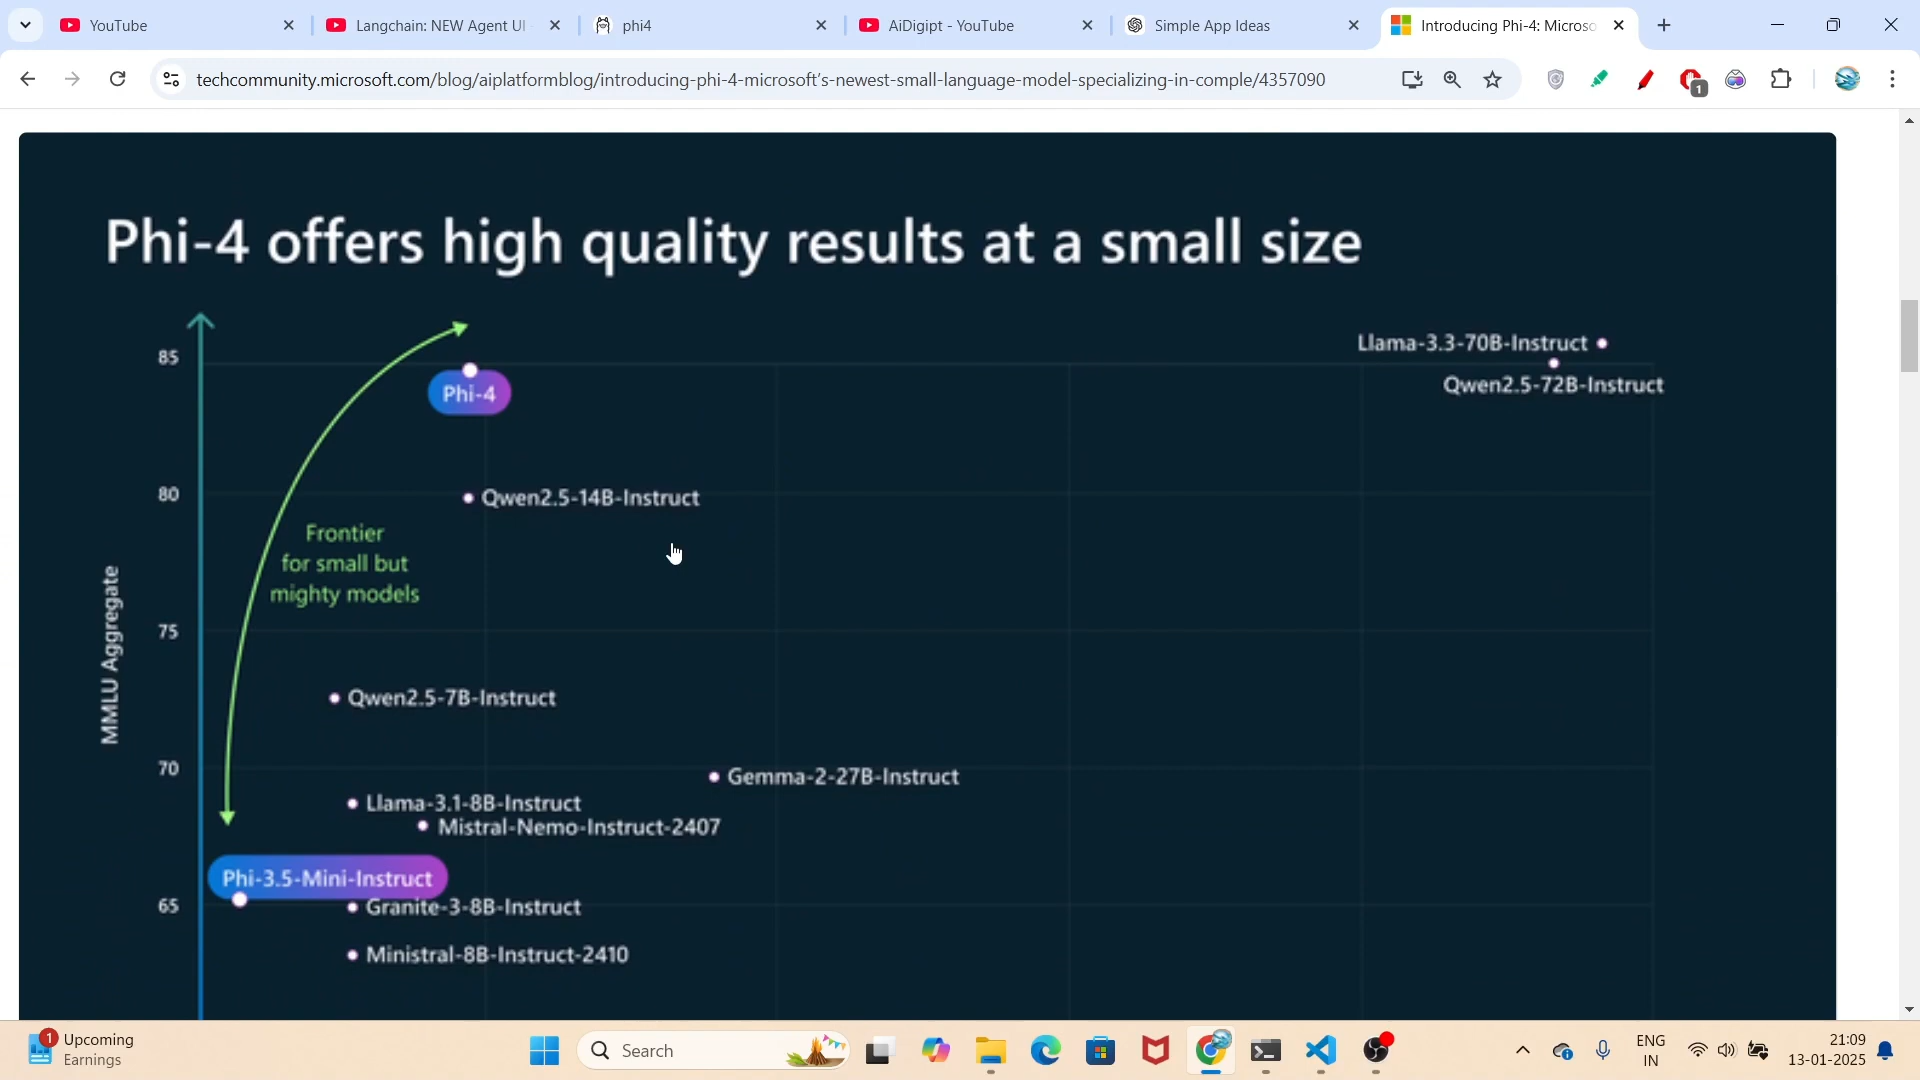 YouTube
Langchain: NEW Agent UI
phi4
AiDigipt - YouTube
Simple App Ideas
Introducing Phi-4: Microso
techcommunity.microsoft.com/blog/aiplatformblog/introducing-phi-4-microsoft's-newest-small-language-model-specializing-in-comple/4357090
1
Phi-4 offers high quality results at a small size
85
80
75
70
65
MMLU Aggregate
Frontier
for small but
mighty models
Llama-3.3-70B-Instruct
Qwen2.5-72B-Instruct
Phi-4
Qwen2.5-14B-Instruct
Qwen2.5-7B-Instruct
Gemma-2-27B-Instruct
Llama-3.1-8B-Instruct
Mistral-Nemo-Instruct-2407
Phi-3.5-Mini-Instruct
Granite-3-8B-Instruct
Ministral-8B-Instruct-2410
1
Upcoming
Earnings
Search
ENG
IN
21:09
13-01-2025